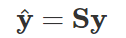 ŷ = Sy